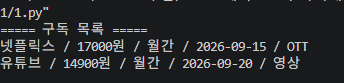 1/1.py"
===== 구독 목록 =====
넷플릭스 / 17000원 / 월간 / 2026-09-15 / OTT
유튜브 / 14900원 / 월간 / 2026-09-20 / 영상